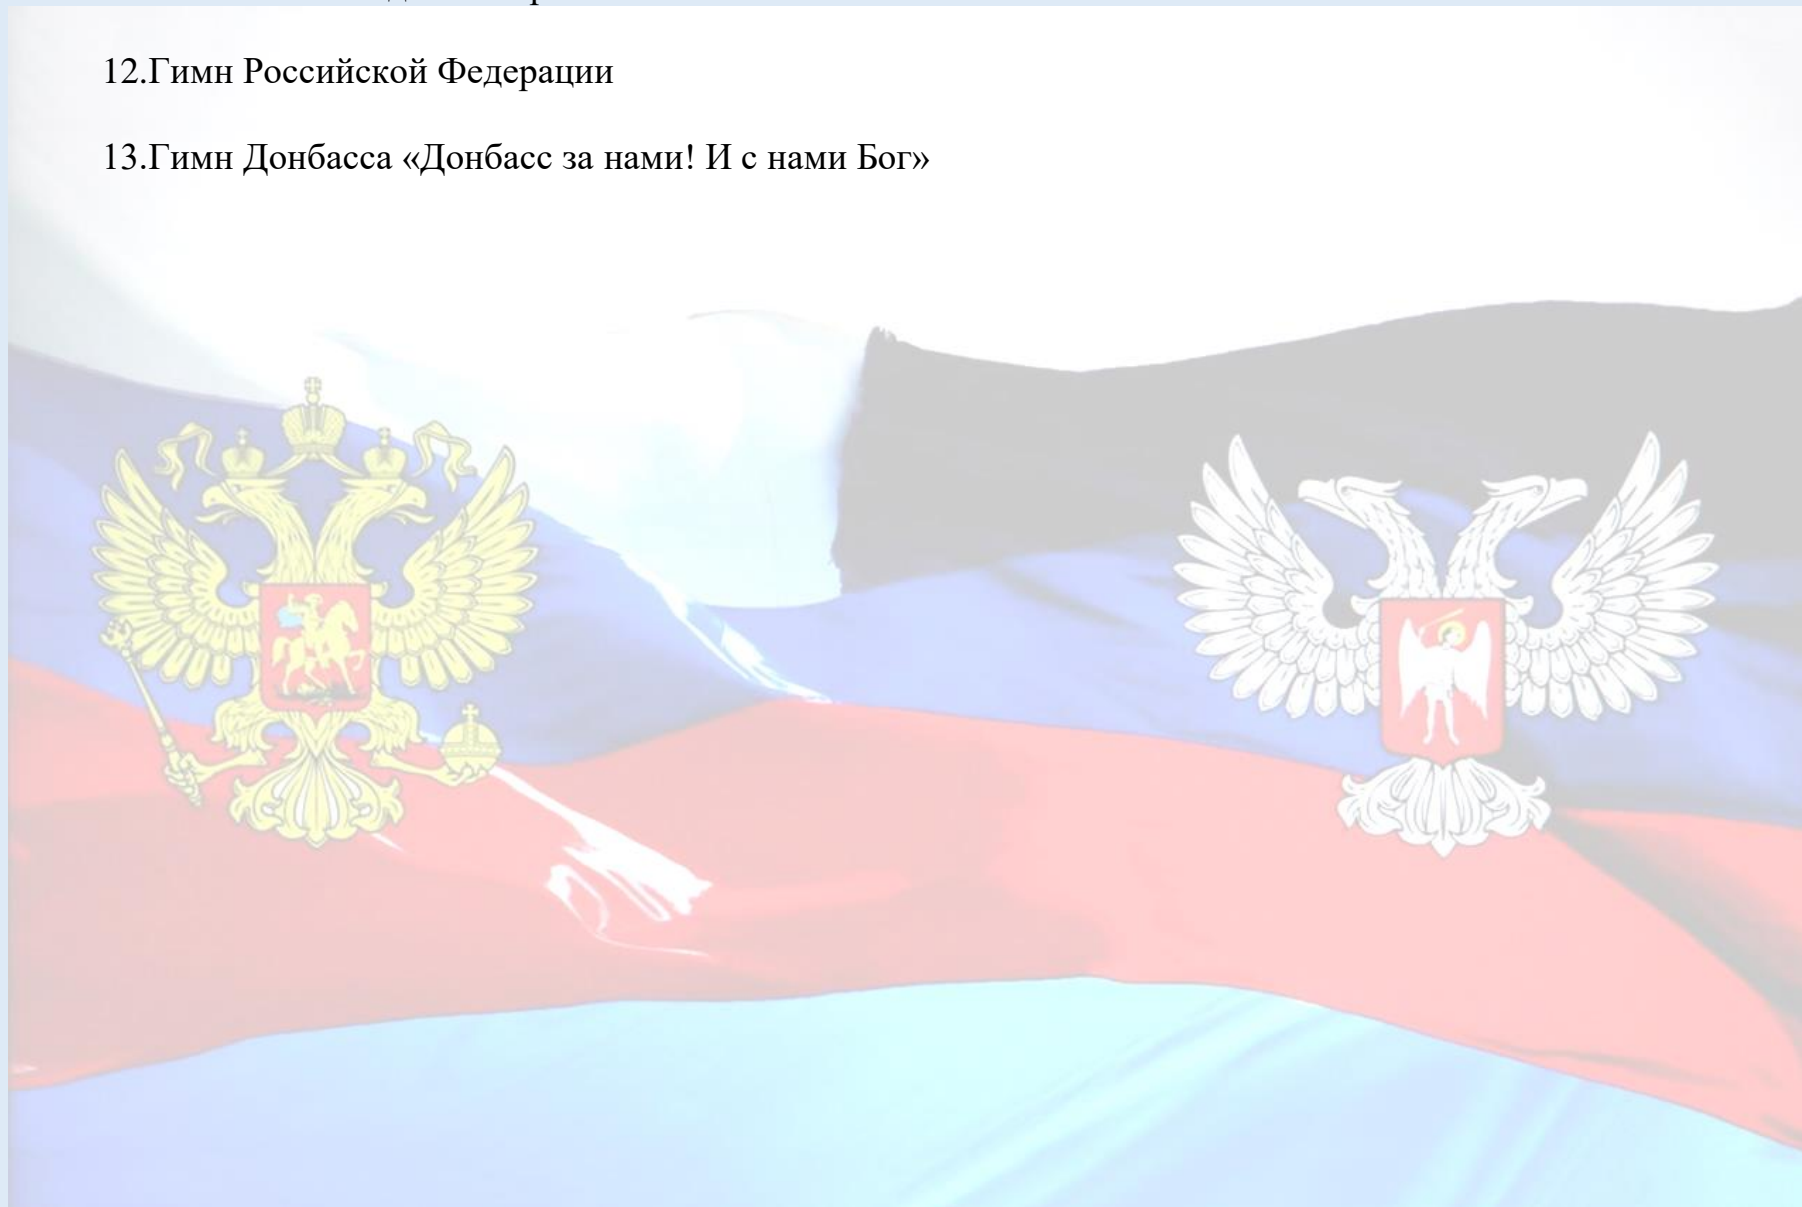 12.Гимн Российской Федерации
13.Гимн Донбасса «Донбасс за нами! И с нами Бог»